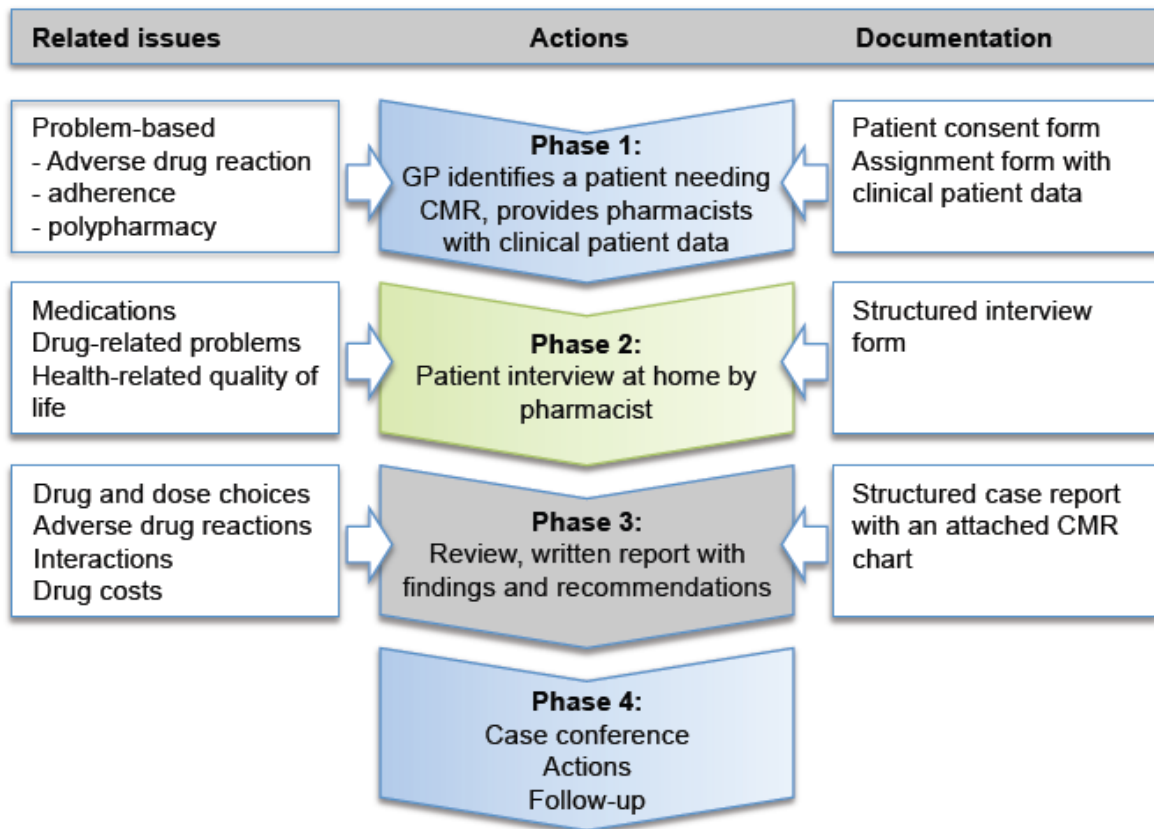 Related issues
Actions
Documentation
Problem-based
- Adverse drug reaction
- adherence
- polypharmacy
Phase 1:
GP identifies a patient needing
CMR, provides pharmacists
with clinical patient data
Patient consent form
Assignment form with
clinical patient data
Medications
Drug-related problems
Health-related quality of
life
Phase 2:
Patient interview at home by
pharmacist
Structured interview
form
Drug and dose choices
Adverse drug reactions
Interactions
Drug costs
Phase 3:
Review, written report with
findings and recommendations
Structured case report
with an attached CMR
chart
Phase 4:
Case conference
Actions
Follow-up